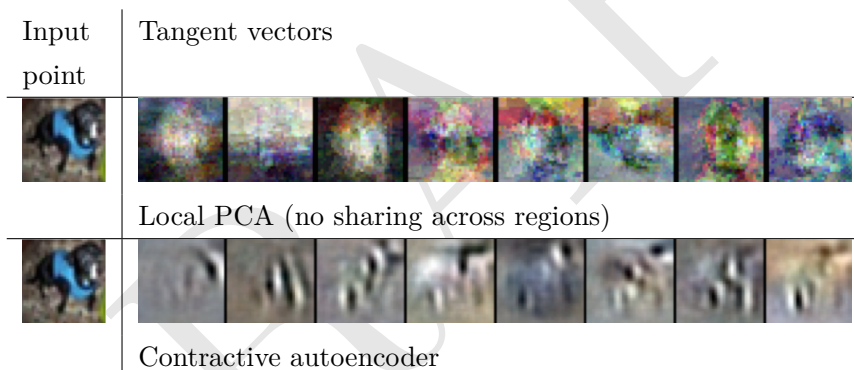 Input Tangent vectors
point
Local PCA (no sharing across regions)
Contractive autoencoder